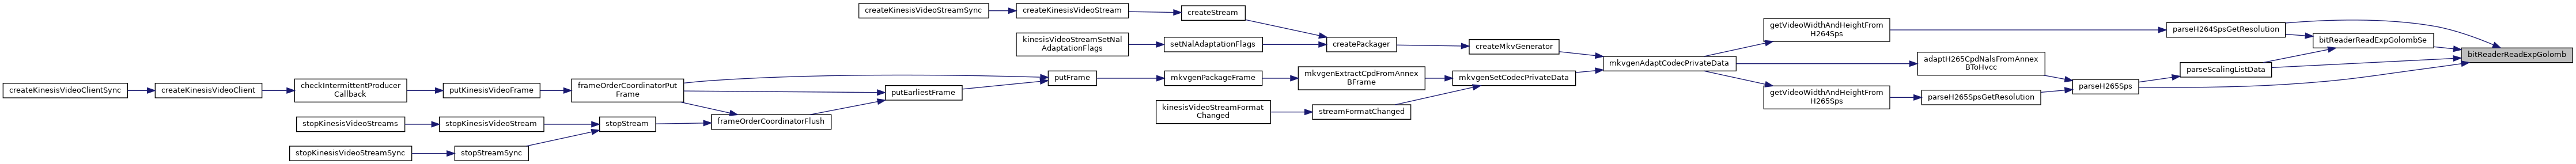 createKinesisVideoStreamSync
createKinesisVideoStream
createStream
kinesisVideoStreamSetNal
AdaptationFlags
setNalAdaptationFlags
createPackager
createMkvGenerator
getVideoWidthAndHeightFrom
H264Sps
parseH264SpsGetResolution
bitReaderReadExpGolombSe
bitReaderReadExpGolomb
mkvgenAdaptCodecPrivateData
adaptH265CpdNalsFromAnnex
BToHvcc
parseScalingListData
createKinesisVideoClientSync
createKinesisVideoClient
checkIntermittentProducer
Callback
putKinesisVideoFrame
frameOrderCoordinatorPut
Frame
putEarliestFrame
putFrame
mkvgenPackageFrame
mkvgenExtractCpdFromAnnex
BFrame
mkvgenSetCodecPrivateData
getVideoWidthAndHeightFrom
H265Sps
parseH265SpsGetResolution
parseH265Sps
kinesisVideoStreamFormat
Changed
streamFormatChanged
stopKinesisVideoStreams
stopKinesisVideoStream
stopStream
frameOrderCoordinatorFlush
stopKinesisVideoStreamSync
stopStreamSync